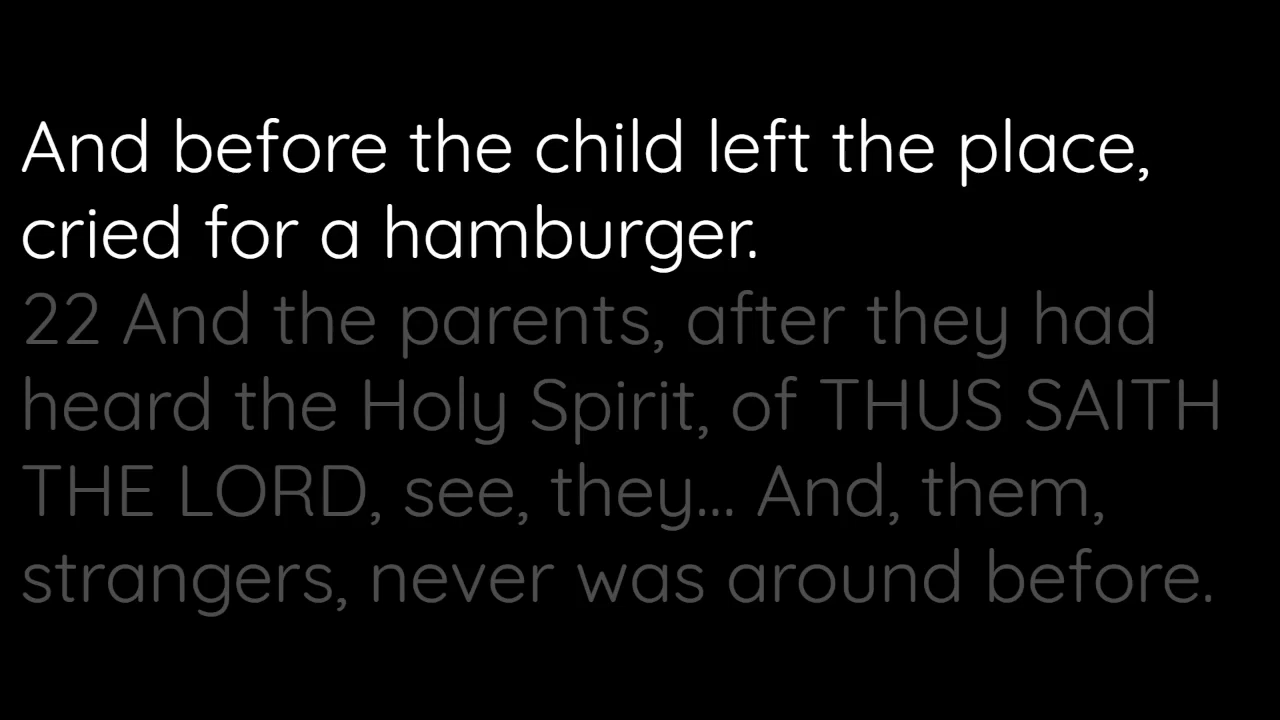 And before the child left the place,
cried for a hamburger.
22 And the parents, after they had
heard the Holy Spirit, of THUS SAITH
THE LORD, see, they... And, them,
strangers, never was around before.